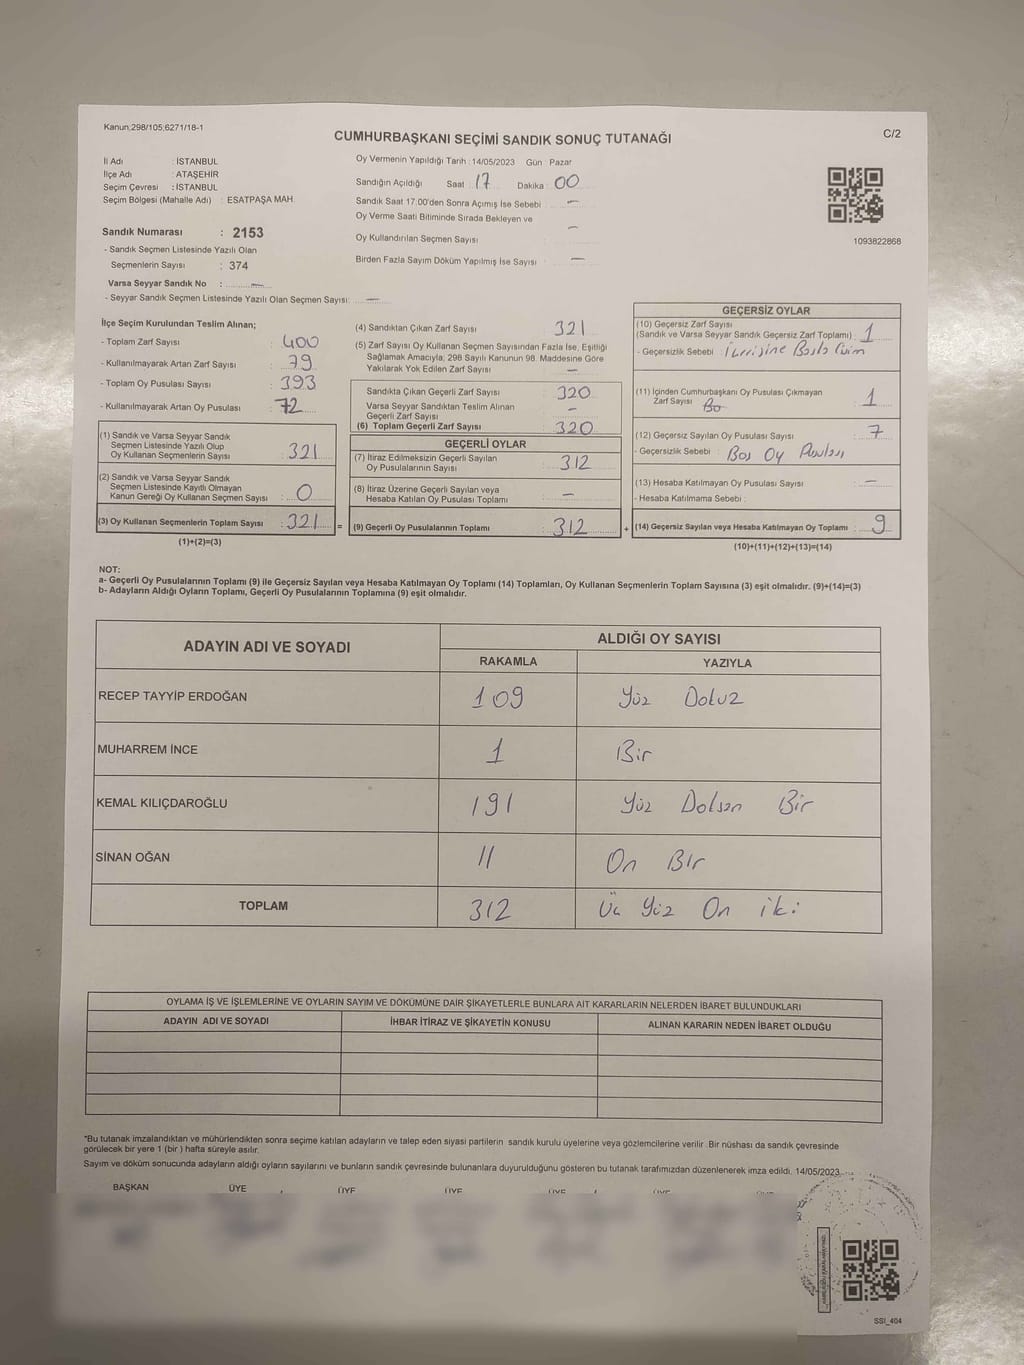 Kanun;298/105;6271/18-1
CUMHURBAŞKANI SEÇİMİ SANDIK SONUÇ TUTANAĞI
C/2
İl Adı : İSTANBUL
İlçe Adı : ATAŞEHİR
Seçim Çevresi : İSTANBUL
Seçim Bölgesi (Mahalle Adı) : ESATPAŞA MAH.
Sandık Numarası : 2153
- Sandık Seçmen Listesinde Yazılı Olan
Seçmenlerin Sayısı : 374
Varsa Seyyar Sandık No : —
- Seyyar Sandık Seçmen Listesinde Yazılı Olan Seçmen Sayısı: —
Oy Vermenin Yapıldığı Tarih :14/05/2023 Gün : Pazar
Sandığın Açıldığı Saat : 17 Dakika : 00
Sandık Saat 17:00'den Sonra Açımış İse Sebebi : —
Oy Verme Saati Bitiminde Sırada Bekleyen ve
Oy Kullandırılan Seçmen Sayısı : —
Birden Fazla Sayım Döküm Yapılmış İse Sayısı : —
1093822868
İlçe Seçim Kurulundan Teslim Alınan;
- Toplam Zarf Sayısı : 400
- Kullanılmayarak Artan Zarf Sayısı : 79
- Toplam Oy Pusulası Sayısı : 393
- Kullanılmayarak Artan Oy Pusulası : 72
(1) Sandık ve Varsa Seyyar Sandık
Seçmen Listesinde Yazılı Olup
Oy Kullanan Seçmenlerin Sayısı : 321
(2) Sandık ve Varsa Seyyar Sandık
Seçmen Listesinde Kayıtlı Olmayan
Kanun Gereği Oy Kullanan Seçmen Sayısı : 0
(3) Oy Kullanan Seçmenlerin Toplam Sayısı : 321 =
(1)+(2)=(3)
(4) Sandıktan Çıkan Zarf Sayısı : 321
(5) Zarf Sayısı Oy Kullanan Seçmen Sayısından Fazla İse, Eşitliği
Sağlamak Amacıyla; 298 Sayılı Kanunun 98. Maddesine Göre
Yakılarak Yok Edilen Zarf Sayısı : —
Sandıkta Çıkan Geçerli Zarf Sayısı : 320
Varsa Seyyar Sandıktan Teslim Alınan
Geçerli Zarf Sayısı : —
(6) Toplam Geçerli Zarf Sayısı : 320
GEÇERLİ OYLAR
(7) İtiraz Edilmeksizin Geçerli Sayılan
Oy Pusulalarının Sayısı : 312
(8) İtiraz Üzerine Geçerli Sayılan veya
Hesaba Katılan Oy Pusulası Toplamı : —
(9) Geçerli Oy Pusulalarının Toplamı : 312 +
GEÇERSİZ OYLAR
(10) Geçersiz Zarf Sayısı
(Sandık ve Varsa Seyyar Sandık Geçersiz Zarf Toplamı) : 1
- Geçersizlik Sebebi :
(11) İçinden Cumhurbaşkanı Oy Pusulası Çıkmayan
Zarf Sayısı : 1
(12) Geçersiz Sayılan Oy Pusulası Sayısı : 7
- Geçersizlik Sebebi : Boş Oy Pusulası
(13) Hesaba Katılmayan Oy Pusulası Sayısı : —
- Hesaba Katılmama Sebebi :
(14) Geçersiz Sayılan veya Hesaba Katılmayan Oy Toplamı : 9
(10)+(11)+(12)+(13)=(14)
NOT:
a- Geçerli Oy Pusulalarının Toplamı (9) ile Geçersiz Sayılan veya Hesaba Katılmayan Oy Toplamı (14) Toplamları, Oy Kullanan Seçmenlerin Toplam Sayısına (3) eşit olmalıdır. (9)+(14)=(3)
b- Adayların Aldığı Oyların Toplamı, Geçerli Oy Pusulalarının Toplamına (9) eşit olmalıdır.
ADAYIN ADI VE SOYADI
ALDIĞI OY SAYISI
RAKAMLA YAZIYLA
RECEP TAYYİP ERDOĞAN 109 Yüz Dokuz
MUHARREM İNCE 1 Bir
KEMAL KILIÇDAROĞLU 191 Yüz Doksan Bir
SİNAN OĞAN 11 On Bir
TOPLAM 312 Üç Yüz On iki
OYLAMA İŞ VE İŞLEMLERİNE VE OYLARIN SAYIM VE DÖKÜMÜNE DAİR ŞİKAYETLERLE BUNLARA AİT KARARLARIN NELERDEN İBARET BULUNDUKLARI
ADAYIN ADI VE SOYADI İHBAR İTİRAZ VE ŞİKAYETİN KONUSU ALINAN KARARIN NEDEN İBARET OLDUĞU
*Bu tutanak imzalandıktan ve mühürlendikten sonra seçime katılan adayların ve talep eden siyasi partilerin sandık kurulu üyelerine veya gözlemcilerine verilir. Bir nüshası da sandık çevresinde
görülecek bir yere 1 (bir ) hafta süreyle asılır.
Sayım ve döküm sonucunda adayların aldığı oyların sayılarını ve bunların sandık çevresinde bulunanlara duyurulduğunu gösteren bu tutanak tarafımızdan düzenlenerek imza edildi. 14/05/2023
BAŞKAN ÜYE ÜYE ÜYE ÜYE ÜYE ÜYE
SSI_404